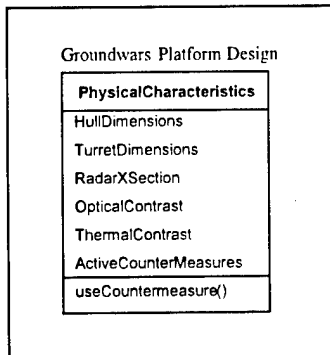 Groundwars Platform Design
PhysicalCharacteristics
HullDimensions
TurretDimensions
RadarXSection
OpticalContrast
ThermalContrast
ActiveCounterMeasures
useCountermeasure()